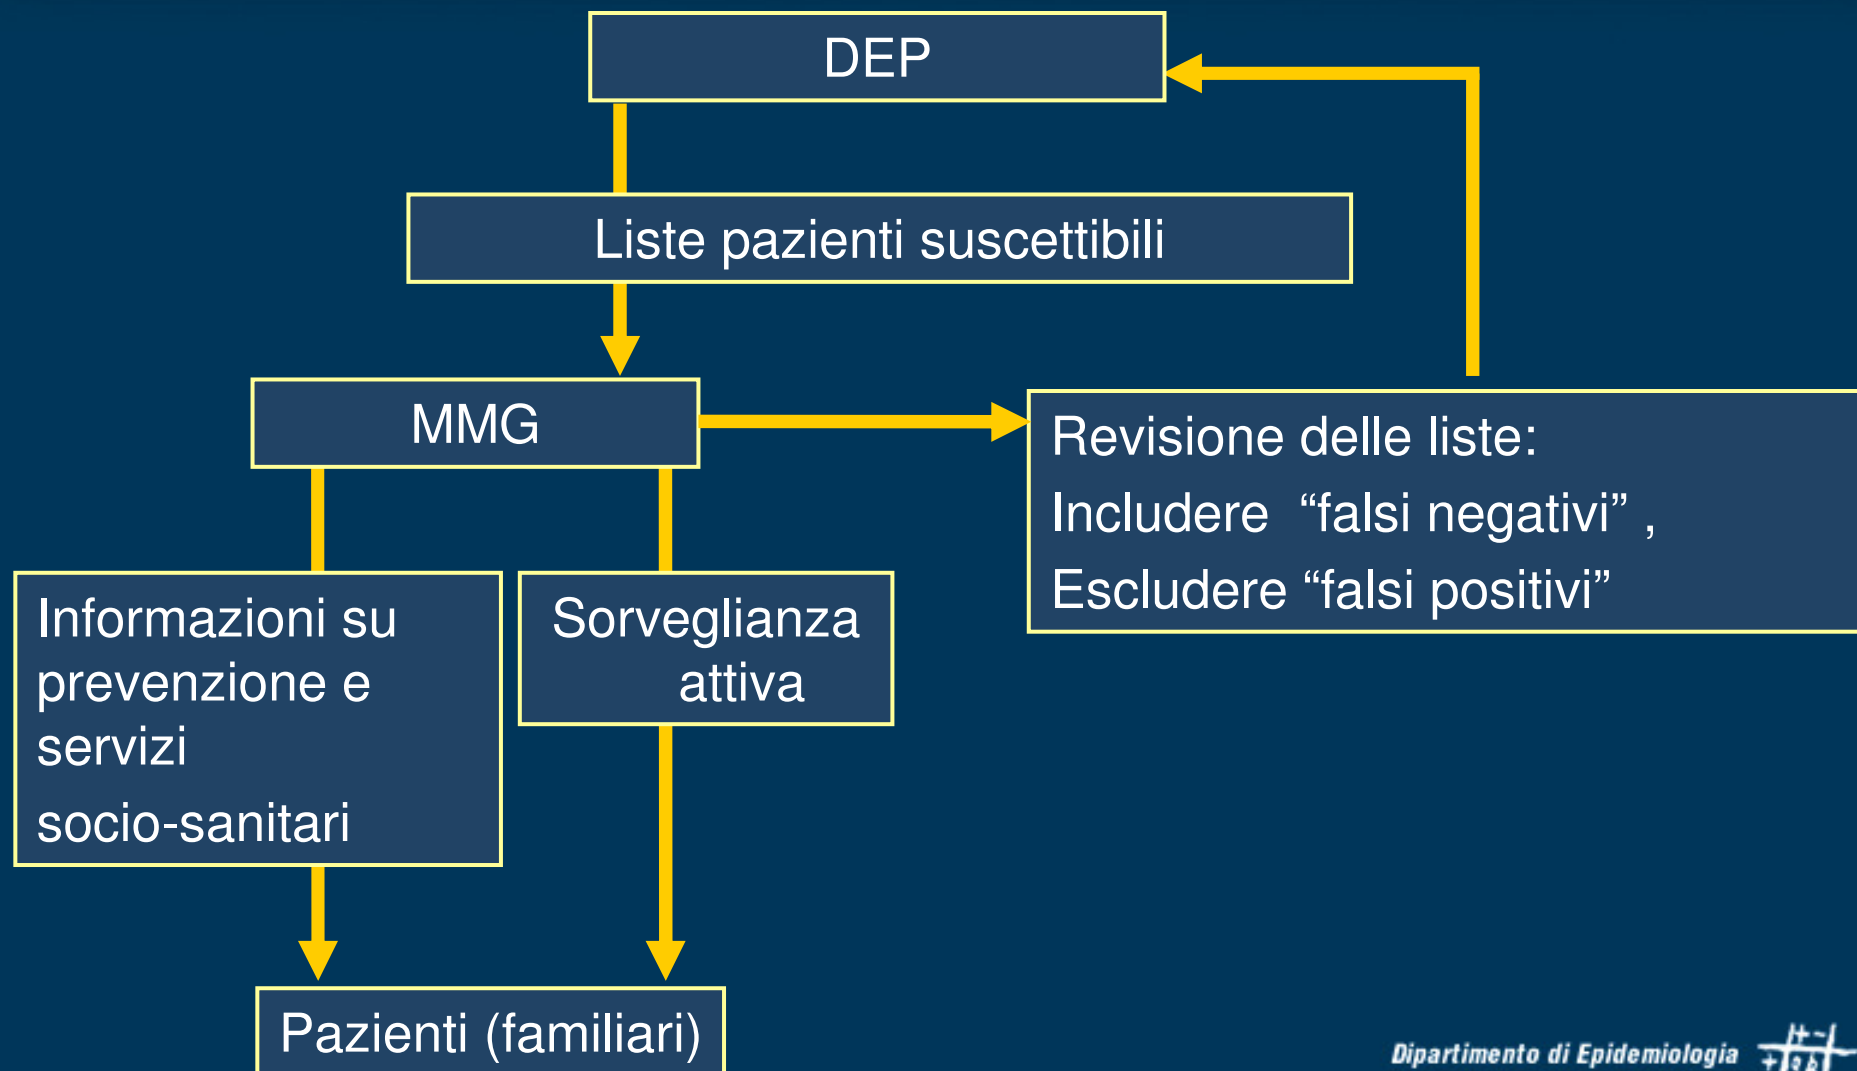 DEP
Liste pazienti suscettibili
MMG
Revisione delle liste:
Includere “falsi negativi” ,
Escludere “falsi positivi”
Informazioni su
prevenzione e
servizi
socio-sanitari
Sorveglianza
attiva
Pazienti (familiari)
Dipartimento di Epidemiologia